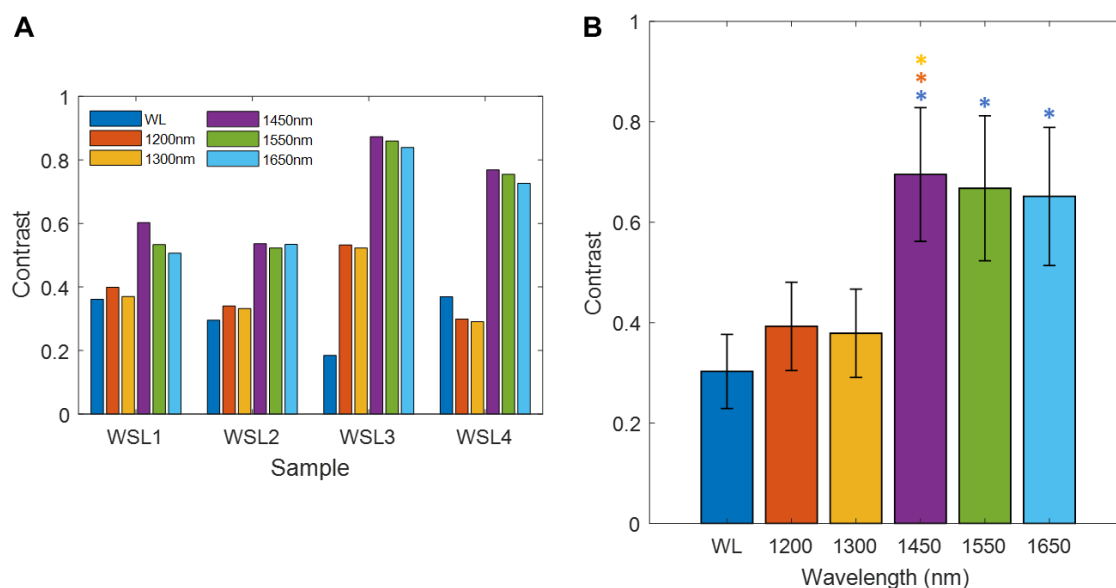 A
1
0.8
0.6
0.4
0.2
0
Contrast
WL
1200nm
1300nm
1450nm
1550nm
1650nm
WSL1 WSL2 WSL3 WSL4
Sample
B
1
0.8
0.6
0.4
0.2
0
Contrast
*
*
* * *
WL 1200 1300 1450 1550 1650
Wavelength (nm)